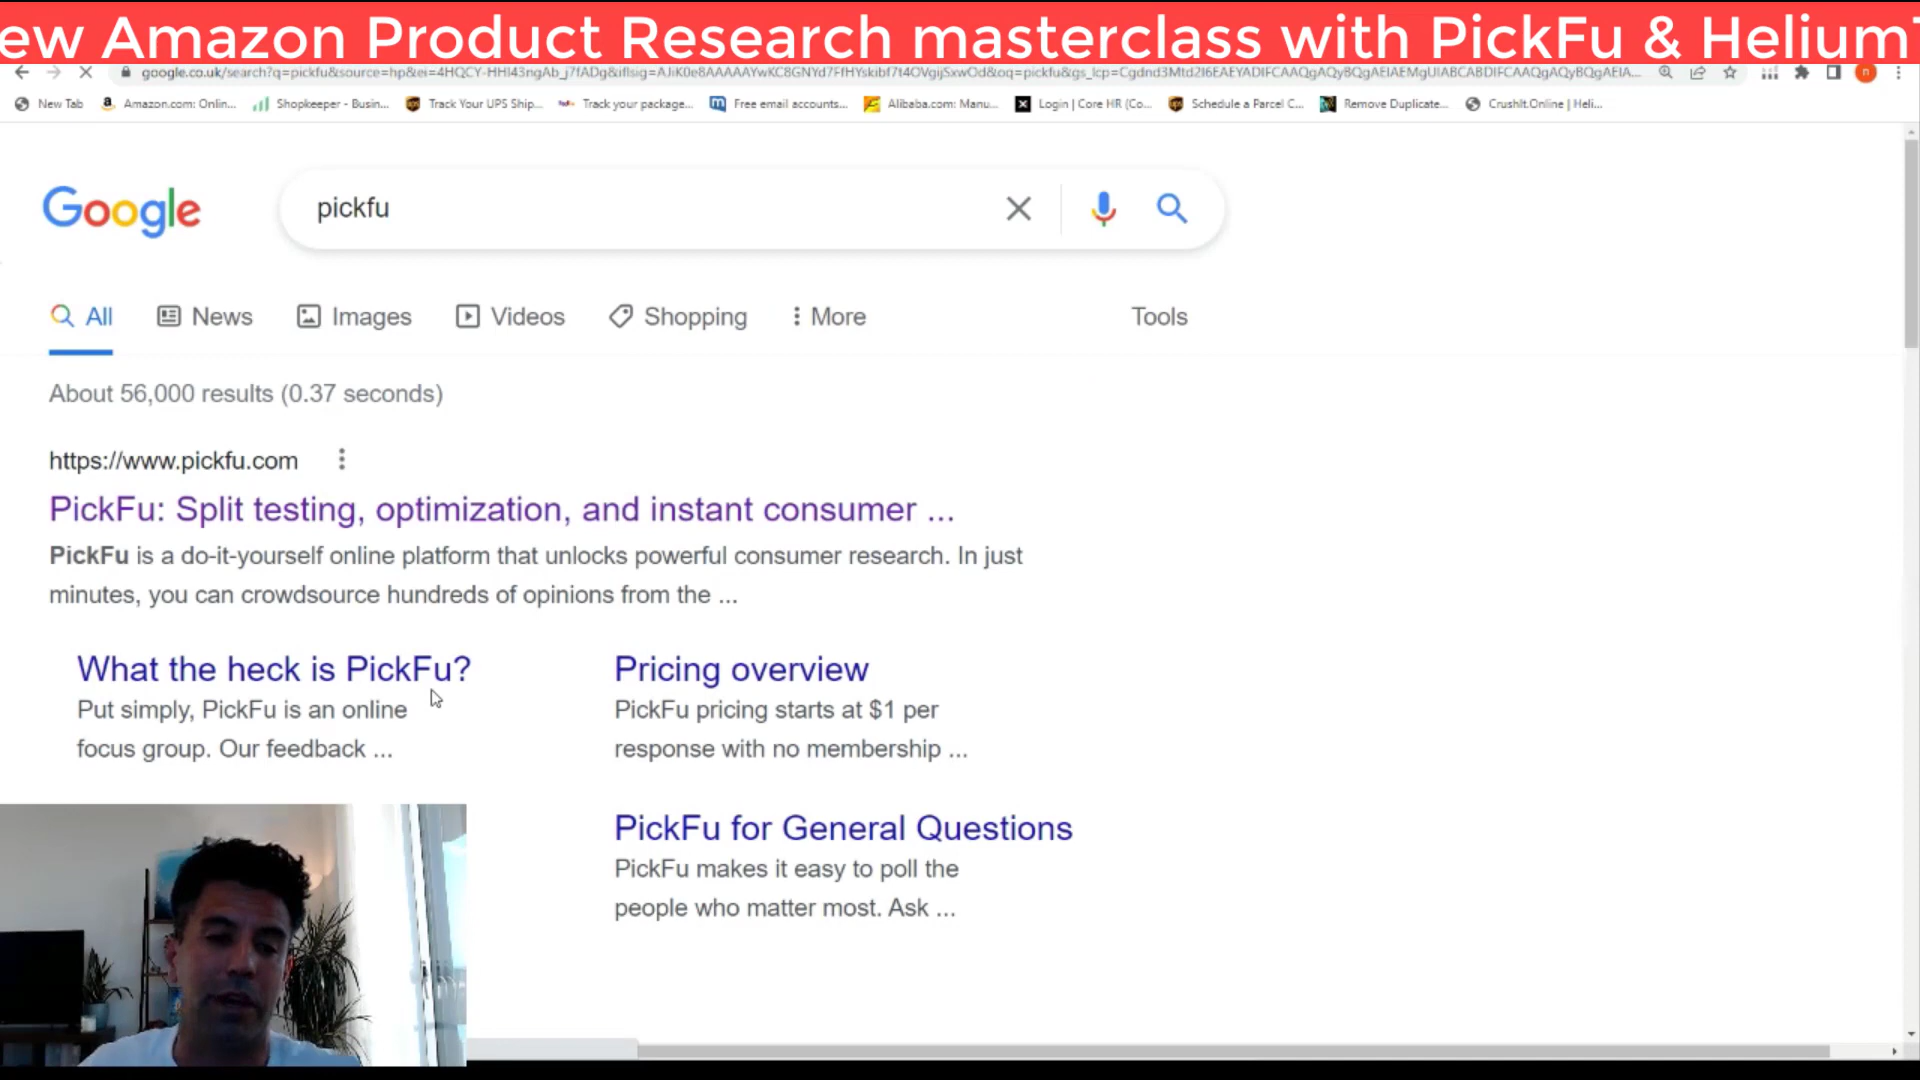 ew Amazon Product Research masterclass with PickFu & Helium
New Tab
Amazon.com: Onlin...
Shopkeeper - Busin...
Track Your UPS Ship...
Track your package...
Free email accounts...
Alibaba.com: Manu...
Login | Core HR (Co...
Schedule a Parcel C...
Remove Duplicate...
CrushIt.Online | Heli...
Google
pickfu
All
News
Images
Videos
Shopping
More
Tools
About 56,000 results (0.37 seconds)
https://www.pickfu.com
PickFu: Split testing, optimization, and instant consumer ...
PickFu is a do-it-yourself online platform that unlocks powerful consumer research. In just
minutes, you can crowdsource hundreds of opinions from the ...
What the heck is PickFu?
Put simply, PickFu is an online
focus group. Our feedback ...
Pricing overview
PickFu pricing starts at $1 per
response with no membership ...
PickFu for General Questions
PickFu makes it easy to poll the
people who matter most. Ask ...